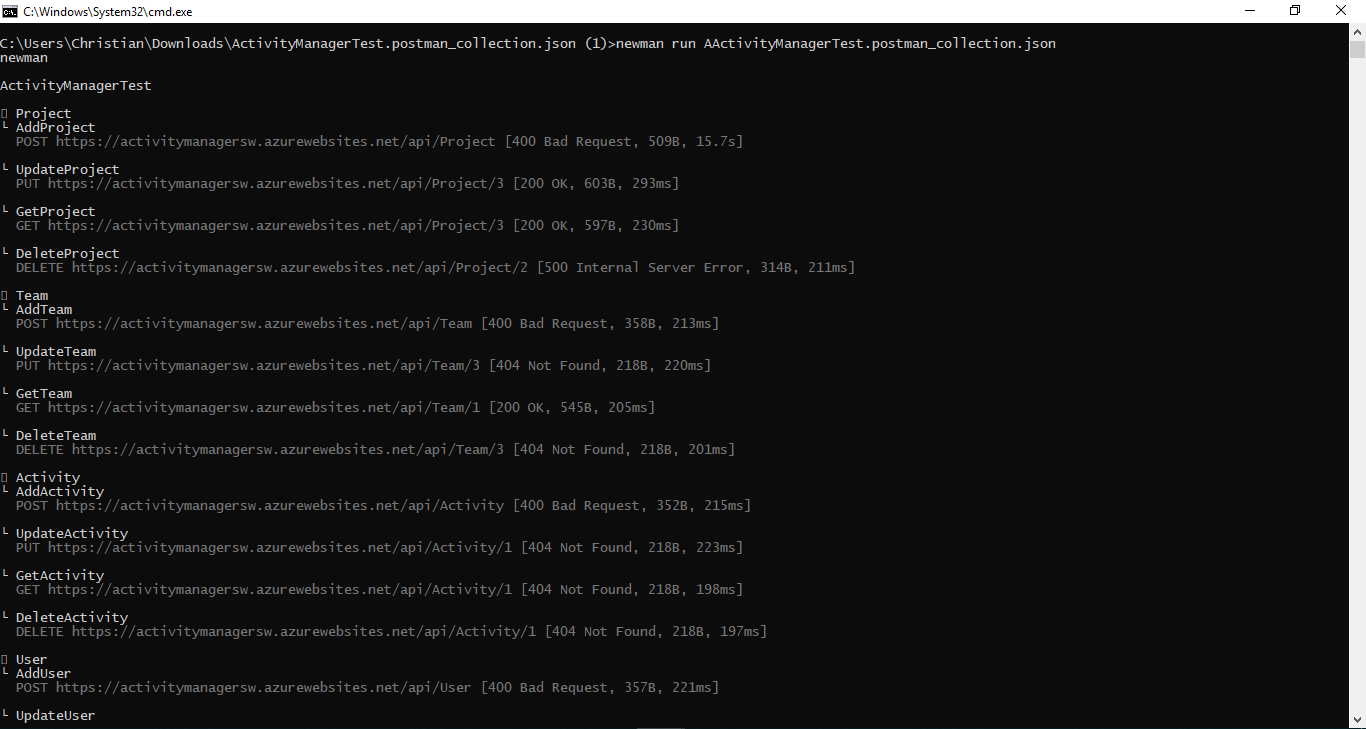 C:\Windows\System32\cmd.exe
C:\Users\Christian\Downloads\ActivityManagerTest.postman_collection.json (1)>newman run AActivityManagerTest.postman_collection.json
newman
ActivityManagerTest
Project
└ AddProject
POST https://activitymanagersw.azurewebsites.net/api/Project [400 Bad Request, 509B, 15.7s]
└ UpdateProject
PUT https://activitymanagersw.azurewebsites.net/api/Project/3 [200 OK, 603B, 293ms]
└ GetProject
GET https://activitymanagersw.azurewebsites.net/api/Project/3 [200 OK, 597B, 230ms]
└ DeleteProject
DELETE https://activitymanagersw.azurewebsites.net/api/Project/2 [500 Internal Server Error, 314B, 211ms]
Team
└ AddTeam
POST https://activitymanagersw.azurewebsites.net/api/Team [400 Bad Request, 358B, 213ms]
└ UpdateTeam
PUT https://activitymanagersw.azurewebsites.net/api/Team/3 [404 Not Found, 218B, 220ms]
└ GetTeam
GET https://activitymanagersw.azurewebsites.net/api/Team/1 [200 OK, 545B, 205ms]
└ DeleteTeam
DELETE https://activitymanagersw.azurewebsites.net/api/Team/3 [404 Not Found, 218B, 201ms]
Activity
└ AddActivity
POST https://activitymanagersw.azurewebsites.net/api/Activity [400 Bad Request, 352B, 215ms]
└ UpdateActivity
PUT https://activitymanagersw.azurewebsites.net/api/Activity/1 [404 Not Found, 218B, 223ms]
└ GetActivity
GET https://activitymanagersw.azurewebsites.net/api/Activity/1 [404 Not Found, 218B, 198ms]
└ DeleteActivity
DELETE https://activitymanagersw.azurewebsites.net/api/Activity/1 [404 Not Found, 218B, 197ms]
User
└ AddUser
POST https://activitymanagersw.azurewebsites.net/api/User [400 Bad Request, 357B, 221ms]
└ UpdateUser